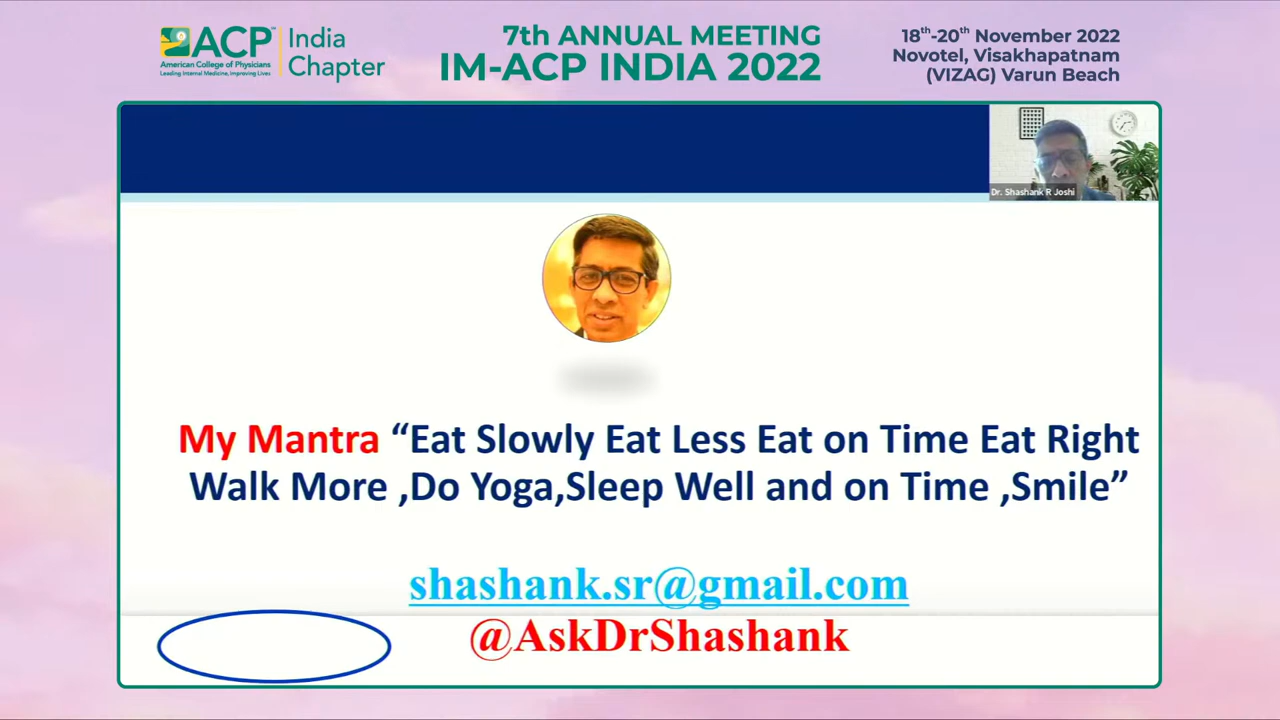 ACP™
American College of Physicians
Leading Internal Medicine, Improving Lives
India
Chapter
7th ANNUAL MEETING
IM-ACP INDIA 2022
18th-20th November 2022
Novotel, Visakhapatnam
(VIZAG) Varun Beach
Dr. Shashank R Joshi
My Mantra “Eat Slowly Eat Less Eat on Time Eat Right
Walk More ,Do Yoga,Sleep Well and on Time ,Smile”
shashank.sr@gmail.com
@AskDrShashank